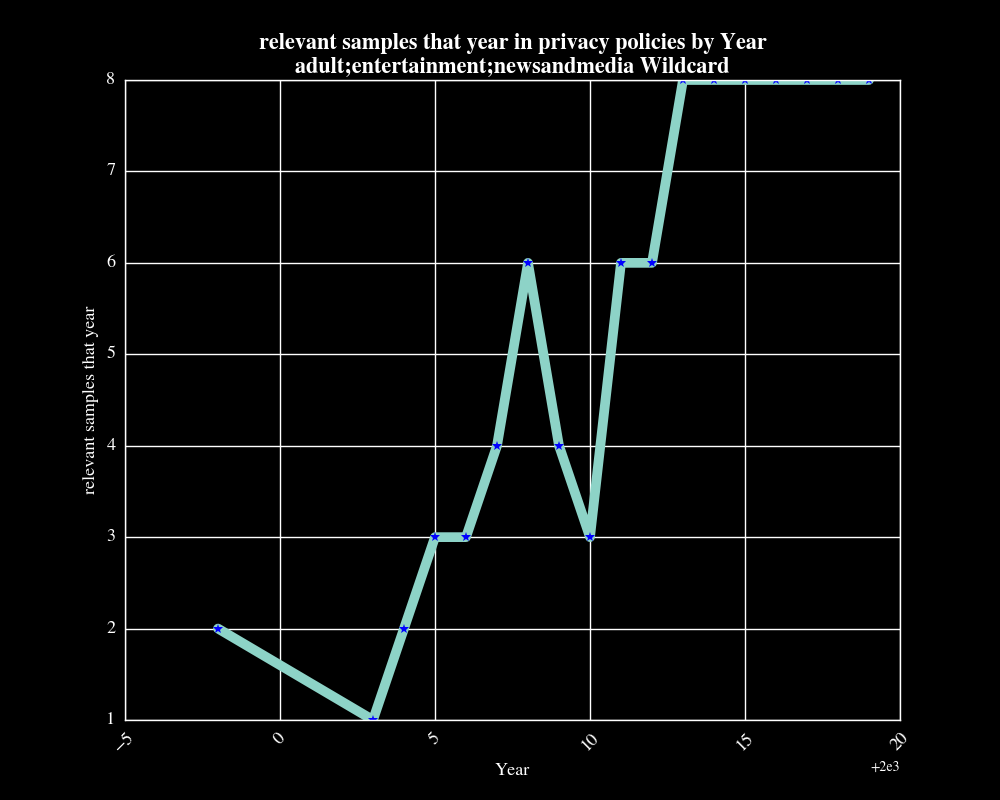 relevant samples that year in privacy policies by Year
adult;entertainment;newsandmedia Wildcard
8
7
6
5
4
3
2
1
relevant samples that year
−5
0
5
10
15
20
Year
+2e3